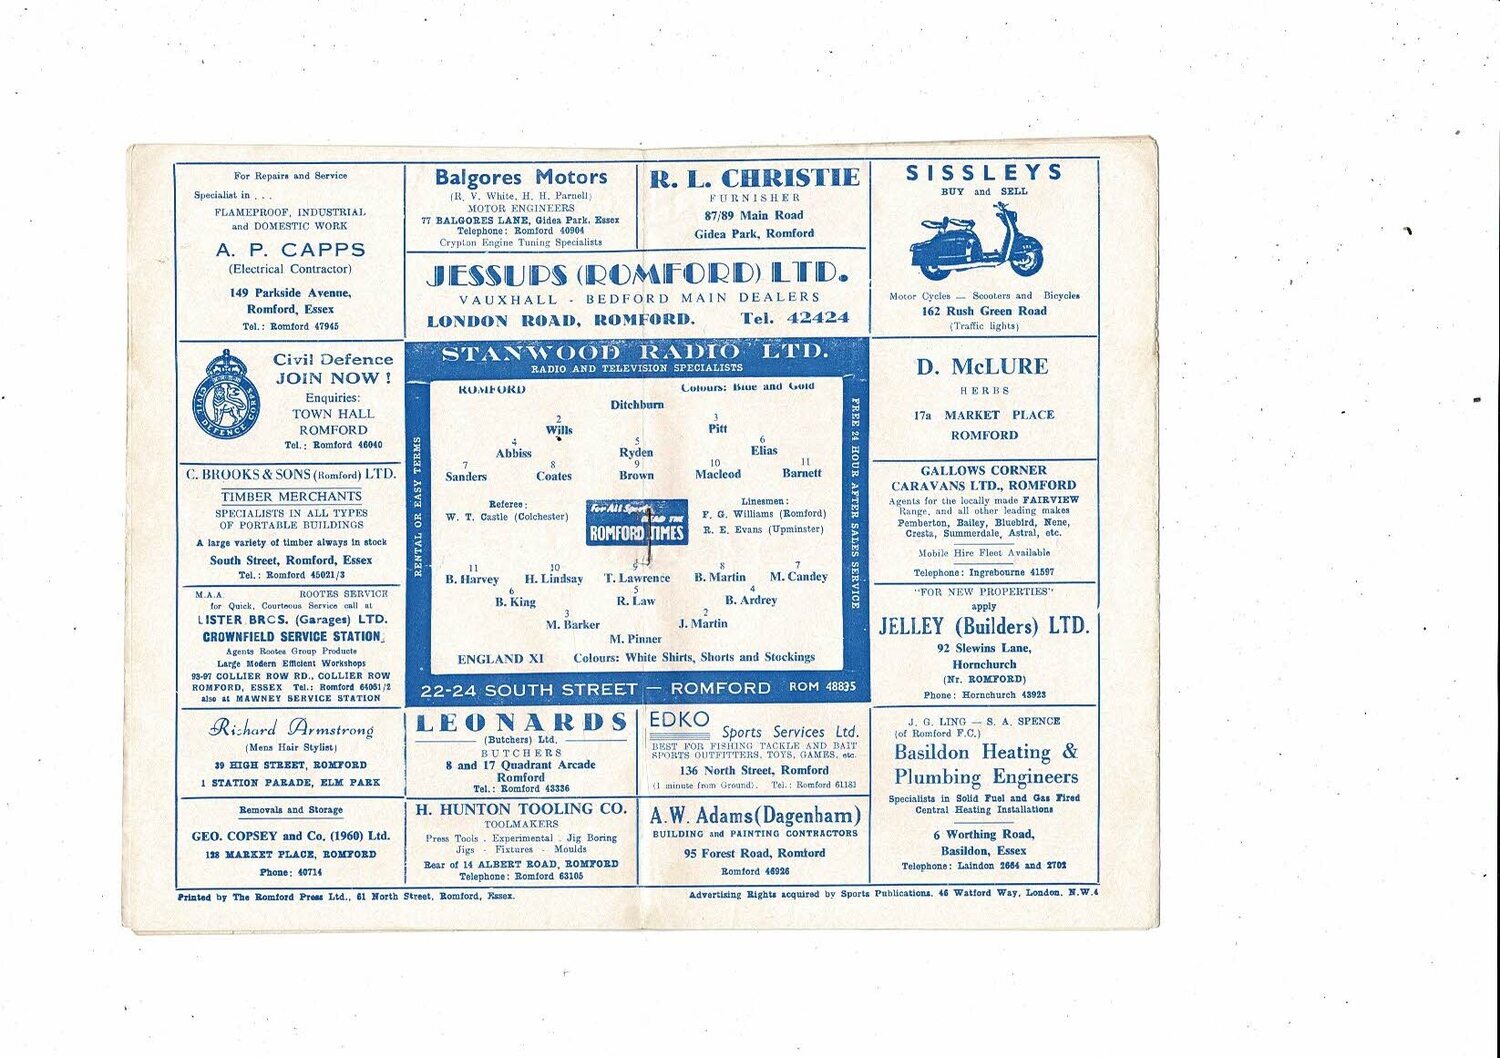 For Repairs and Service
Specialist in . . .
FLAMEPROOF, INDUSTRIAL
and DOMESTIC WORK
A. P. CAPPS
(Electrical Contractor)
149 Parkside Avenue,
Romford, Essex
Tel.: Romford 47945
Balgores Motors
(R. V. White, H. H. Parnell)
MOTOR ENGINEERS
77 BALGORES LANE, Gidea Park, Essex
Telephone: Romford 40904
Crypton Engine Tuning Specialists
R. L. CHRISTIE
FURNISHER
87/89 Main Road
Gidea Park, Romford
SISSLEYS
BUY and SELL
Motor Cycles — Scooters and Bicycles
162 Rush Green Road
(Traffic lights)
JESSUPS (ROMFORD) LTD.
VAUXHALL - BEDFORD MAIN DEALERS
LONDON ROAD, ROMFORD. Tel. 42424
CIVIL DEFENCE CORPS
Civil Defence
JOIN NOW !
Enquiries:
TOWN HALL
ROMFORD
Tel.: Romford 46040
C. BROOKS & SONS (Romford) LTD.
TIMBER MERCHANTS
SPECIALISTS IN ALL TYPES
OF PORTABLE BUILDINGS
A large variety of timber always in stock
South Street, Romford, Essex
Tel.: Romford 45021/3
M.A.A. ROOTES SERVICE
for Quick, Courteous Service call at
LISTER BROS. (Garages) LTD.
CROWNFIELD SERVICE STATION
Agents Rootes Group Products
Large Modern Efficient Workshops
93-97 COLLIER ROW RD., COLLIER ROW
ROMFORD, ESSEX Tel.: Romford 64051/2
also at MAWNEY SERVICE STATION
STANWOOD RADIO LTD.
RADIO AND TELEVISION SPECIALISTS
RENTAL OR EASY TERMS
FREE 24 HOUR AFTER SALES SERVICE
ROMFORD Colours: Blue and Gold
Ditchburn
2 3
Wills Pitt
4 5 6
Abbiss Ryden Elias
7 8 9 10 11
Sanders Coates Brown Macleod Barnett
Referee:
W. T. Castle (Colchester)
For All Sport
READ THE
ROMFORD TIMES
Linesmen:
F. G. Williams (Romford)
R. E. Evans (Upminster)
11 10 9 8 7
B. Harvey H. Lindsay T. Lawrence B. Martin M. Candey
6 5 4
B. King R. Law B. Ardrey
3 2
M. Barker J. Martin
M. Pinner
ENGLAND XI Colours: White Shirts, Shorts and Stockings
22-24 SOUTH STREET — ROMFORD ROM 48835
D. McLURE
HERBS
17a MARKET PLACE
ROMFORD
GALLOWS CORNER
CARAVANS LTD., ROMFORD
Agents for the locally made FAIRVIEW
Range, and all other leading makes
Pemberton, Bailey, Bluebird, Nene,
Cresta, Summerdale, Astral, etc.
Mobile Hire Fleet Available
Telephone: Ingrebourne 41597
"FOR NEW PROPERTIES"
apply
JELLEY (Builders) LTD.
92 Slewins Lane,
Hornchurch
(Nr. ROMFORD)
Phone: Hornchurch 48923
Richard Armstrong
(Mens Hair Stylist)
39 HIGH STREET, ROMFORD
1 STATION PARADE, ELM PARK
LEONARDS
(Butchers) Ltd.
BUTCHERS
8 and 17 Quadrant Arcade
Romford
Tel.: Romford 43336
EDKO
Sports Services Ltd.
BEST FOR FISHING TACKLE AND BAIT
SPORTS OUTFITTERS, TOYS, GAMES, etc.
136 North Street, Romford
(1 minute from Ground). Tel.: Romford 61181
J. G. LING — S. A. SPENCE
(of Romford F.C.)
Basildon Heating &
Plumbing Engineers
Specialists in Solid Fuel and Gas Fired
Central Heating Installations
6 Worthing Road,
Basildon, Essex
Telephone: Laindon 2664 and 2702
Removals and Storage
GEO. COPSEY and Co. (1960) Ltd.
128 MARKET PLACE, ROMFORD
Phone: 40714
H. HUNTON TOOLING CO.
TOOLMAKERS
Press Tools . Experimental . Jig Boring
Jigs - Fixtures - Moulds
Rear of 14 ALBERT ROAD, ROMFORD
Telephone: Romford 63105
A. W. Adams (Dagenham)
BUILDING and PAINTING CONTRACTORS
95 Forest Road, Romford
Romford 46926
Printed by The Romford Press Ltd., 61 North Street, Romford, Essex.
Advertising Rights acquired by Sports Publications, 46 Watford Way, London, N.W.4